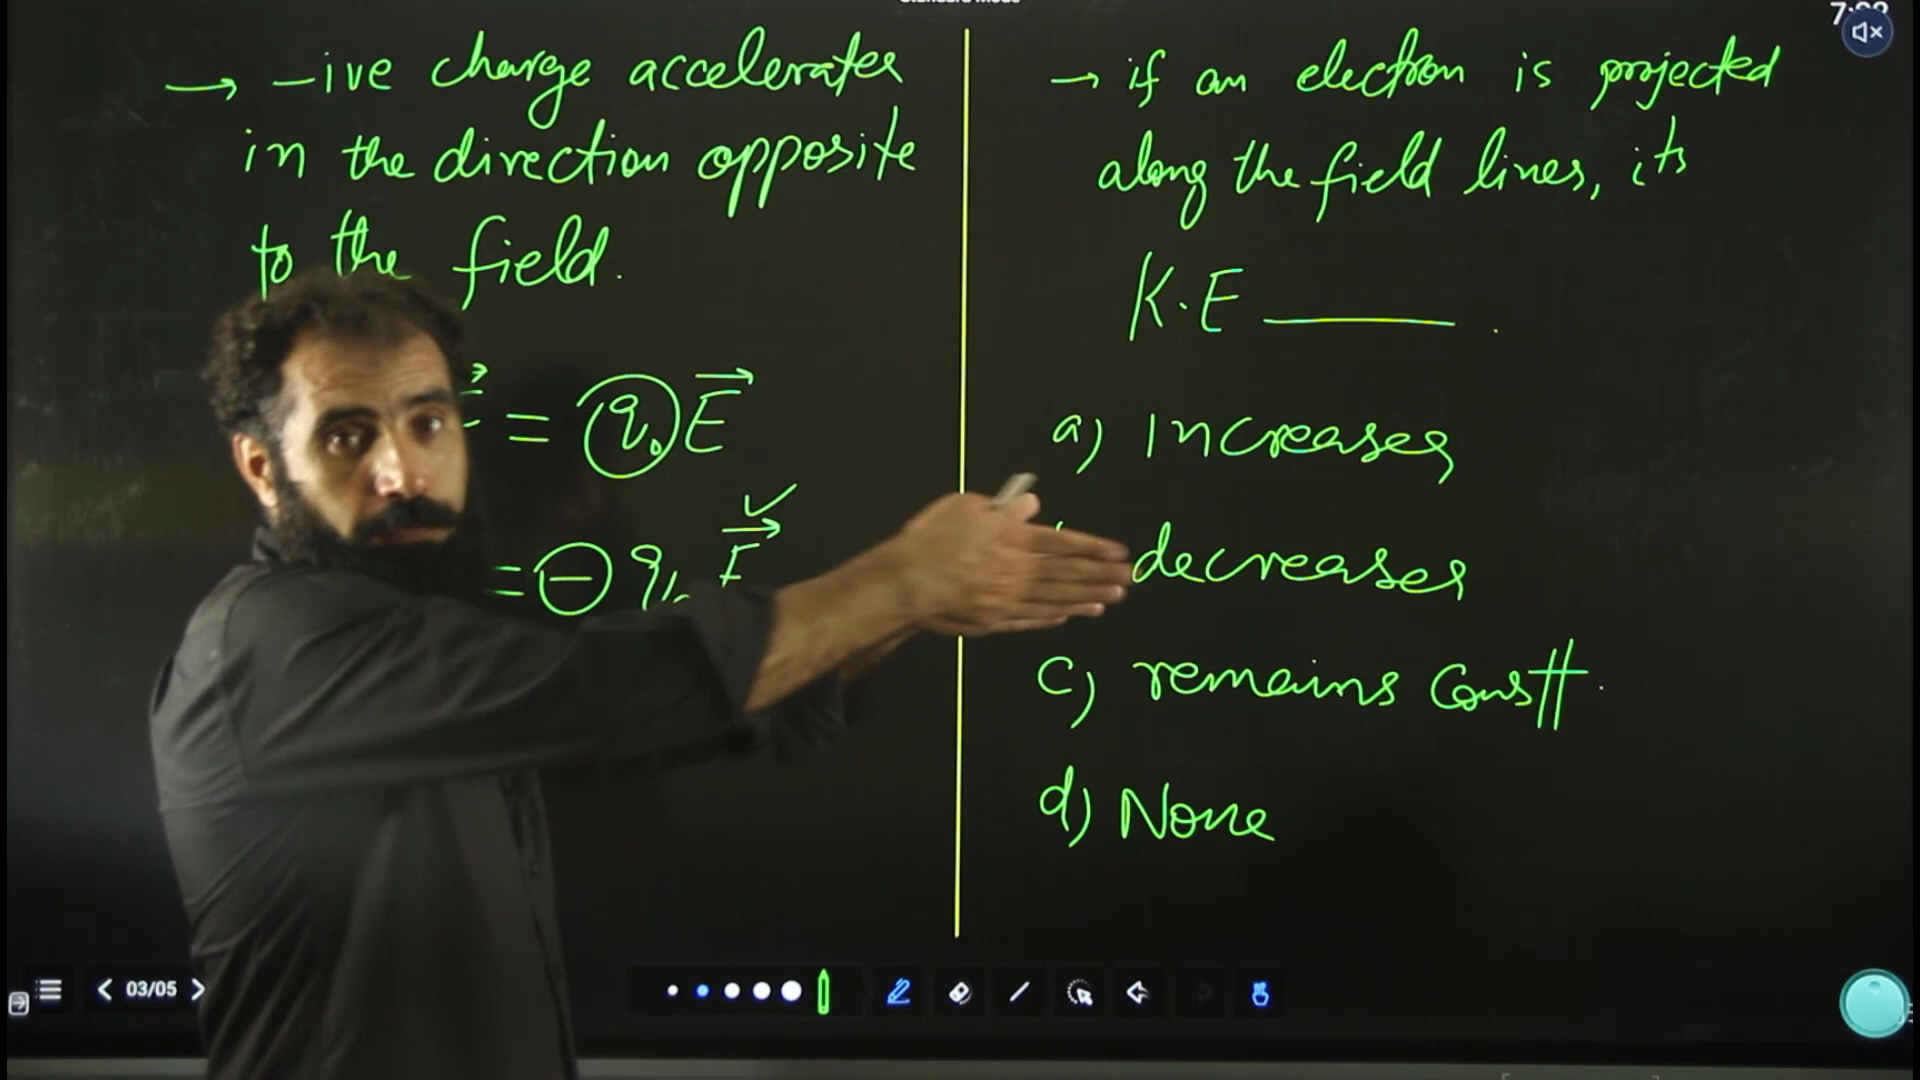 → -ive charge accelerates
in the direction opposite
to the field.
= q₀ E
= - q₀
→ if an electron is projected
along the field lines, its
K.E ______ .
a) Increases
decreases
c) remains Constt.
d) None
03/05